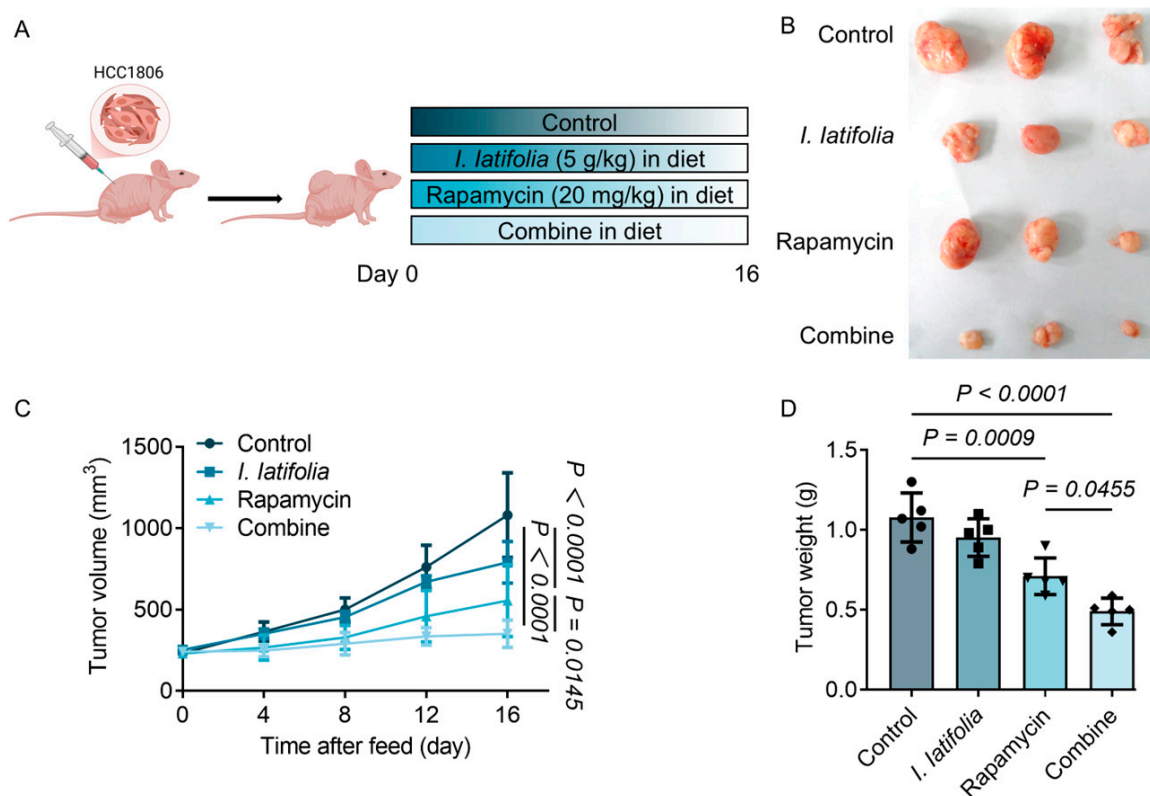 A
HCC1806
Control
I. latifolia (5 g/kg) in diet
Rapamycin (20 mg/kg) in diet
Combine in diet
Day 0
16
B
Control
I. latifolia
Rapamycin
Combine
C
Control
I. latifolia
Rapamycin
Combine
Tumor volume (mm³)
1500
1000
500
0
0 4 8 12 16
Time after feed (day)
P < 0.0001
P < 0.0001
P = 0.0145
D
P < 0.0001
P = 0.0009
P = 0.0455
Tumor weight (g)
1.5
1.0
0.5
0.0
Control
I. latifolia
Rapamycin
Combine